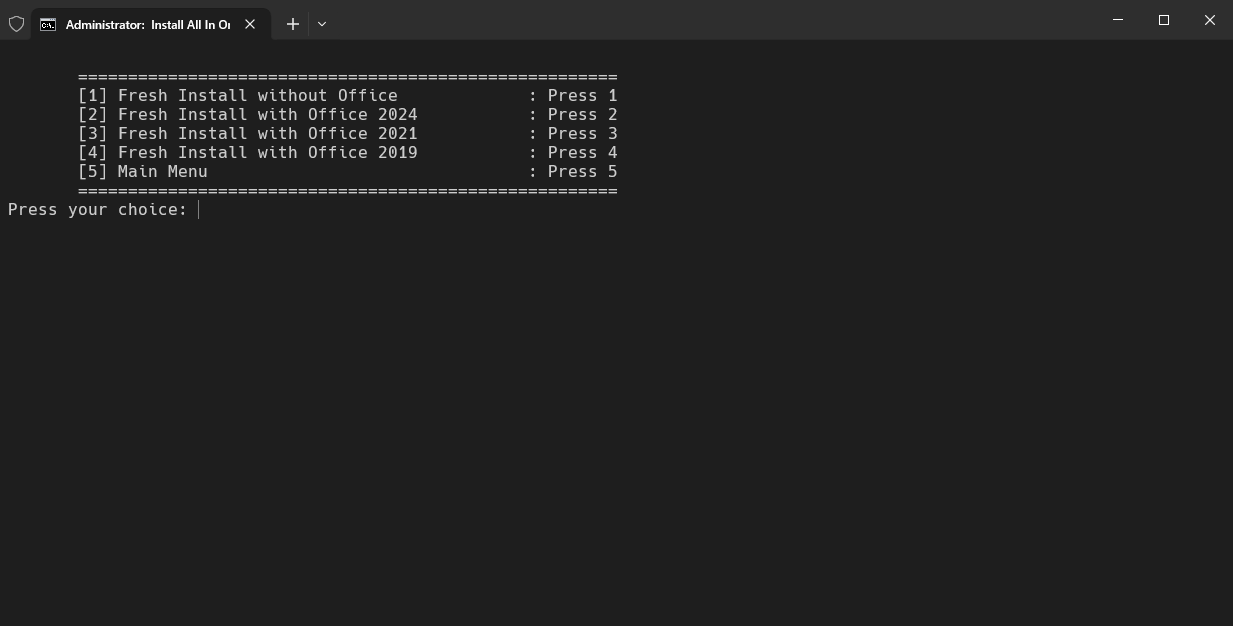 Administrator: Install All In Or
======================================================
[1] Fresh Install without Office             : Press 1
[2] Fresh Install with Office 2024           : Press 2
[3] Fresh Install with Office 2021           : Press 3
[4] Fresh Install with Office 2019           : Press 4
[5] Main Menu                                : Press 5
======================================================
Press your choice: